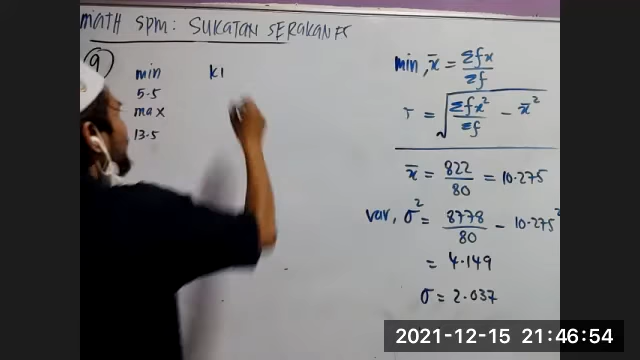 math spm: SUKATAN SERAKAN F5
9
min K1
5.5
max
13.5
min, x̄ = Σfx / Σf
σ = √(Σfx² / Σf − x̄²)
x̄ = 822 / 80 = 10.275
var, σ² = 8778 / 80 − 10.275²
= 4.149
σ = 2.037
2021-12-15 21:46:54